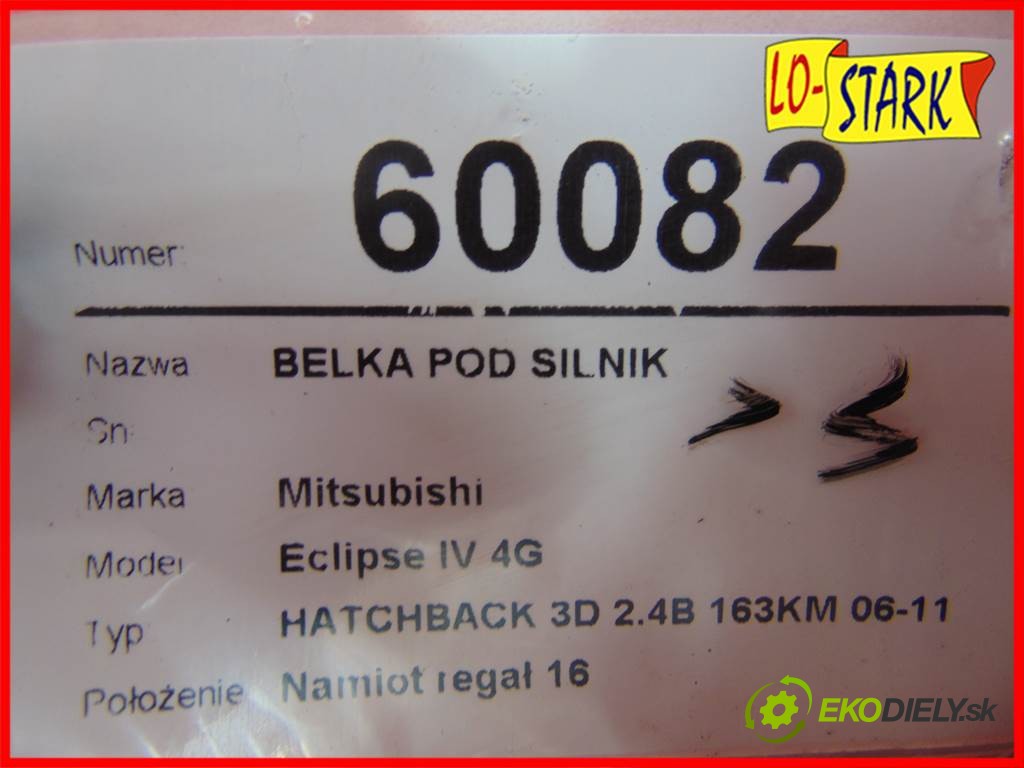 LO-STARK
Numer: 60082
Nazwa BELKA POD SILNIK
Sn:
Marka Mitsubishi
Model Eclipse IV 4G
Typ HATCHBACK 3D 2.4B 163KM 06-11
Położenie Namiot regał 16
EKODIELY.sk